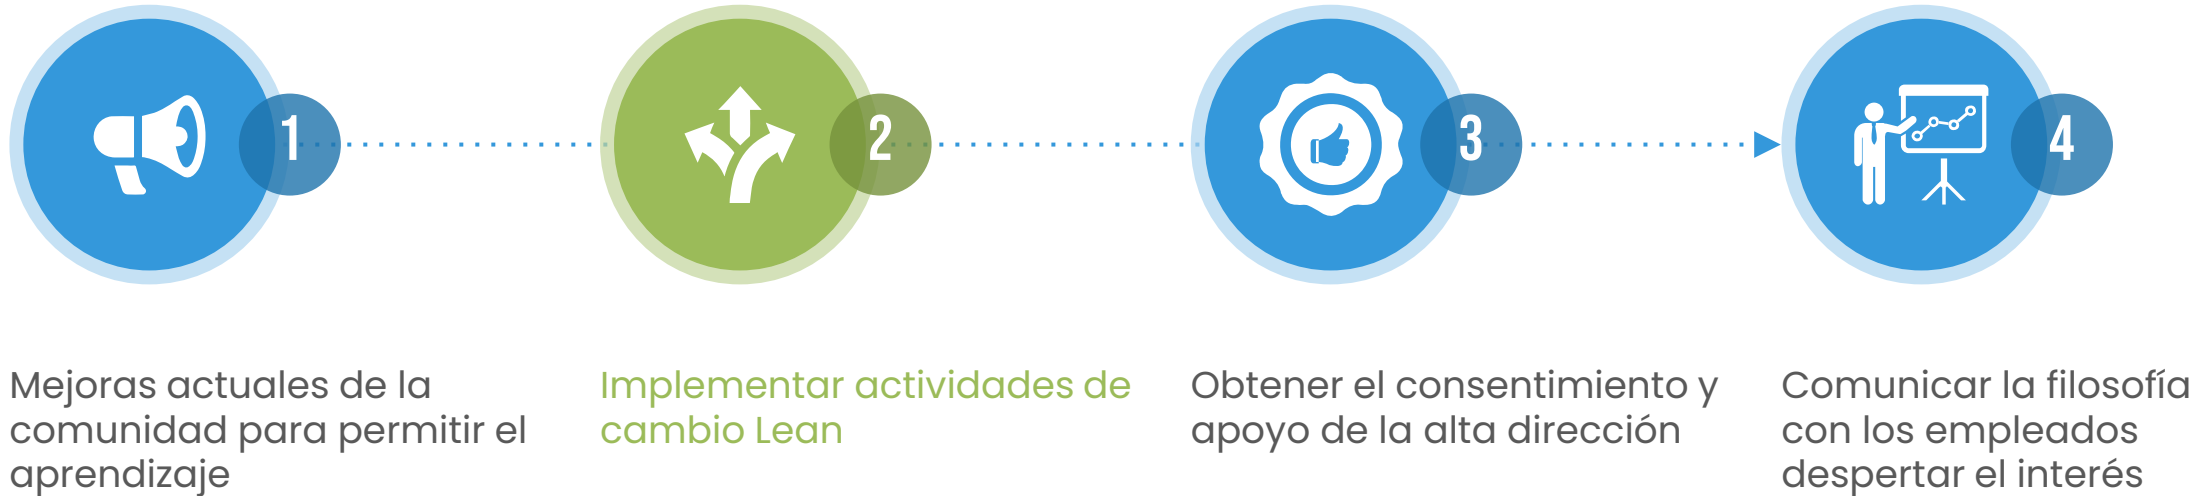 1
2
3
4
Mejoras actuales de la
comunidad para permitir el
aprendizaje
Implementar actividades de
cambio Lean
Obtener el consentimiento y
apoyo de la alta dirección
Comunicar la filosofía
con los empleados
despertar el interés